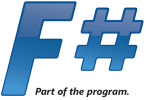 F#
Part of the program.